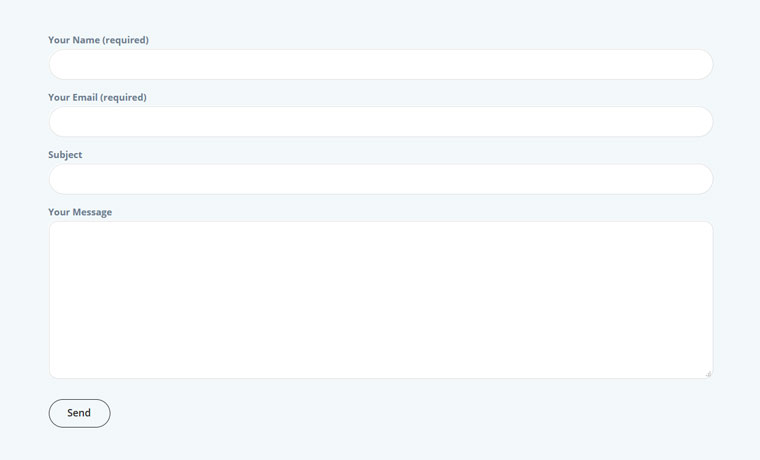 Your Name (required)
Your Email (required)
Subject
Your Message
Send